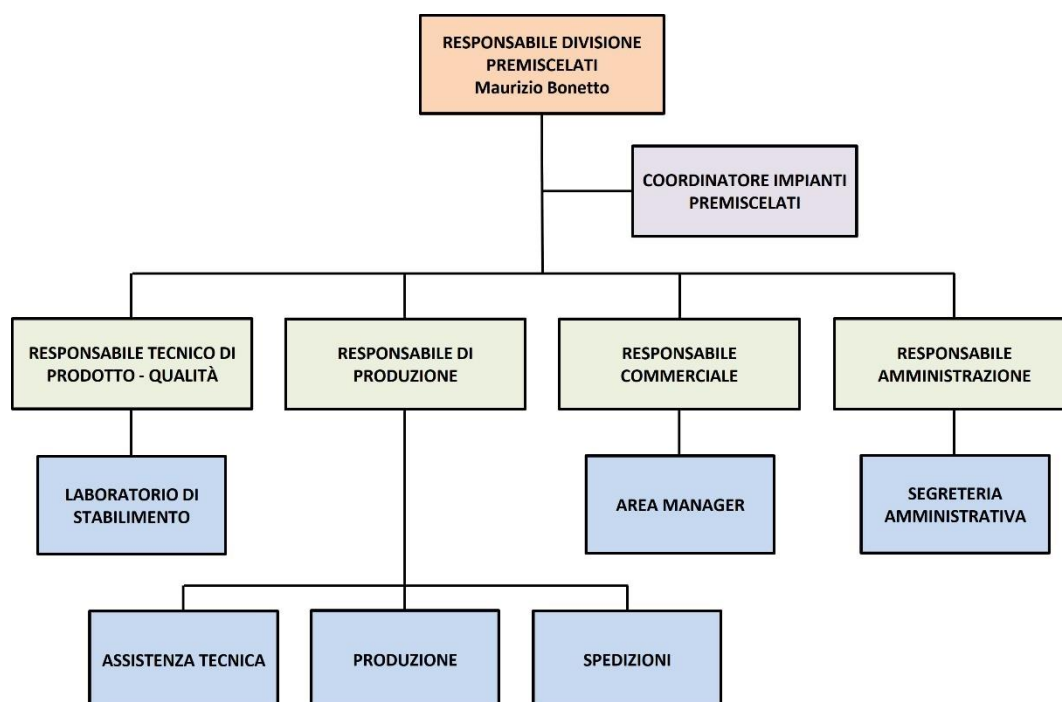 RESPONSABILE DIVISIONE
PREMISCELATI
Maurizio Bonetto
COORDINATORE IMPIANTI
PREMISCELATI
RESPONSABILE TECNICO DI
PRODOTTO - QUALITÀ
RESPONSABILE DI
PRODUZIONE
RESPONSABILE
COMMERCIALE
RESPONSABILE
AMMINISTRAZIONE
LABORATORIO DI
STABILIMENTO
AREA MANAGER
SEGRETERIA
AMMINISTRATIVA
ASSISTENZA TECNICA
PRODUZIONE
SPEDIZIONI